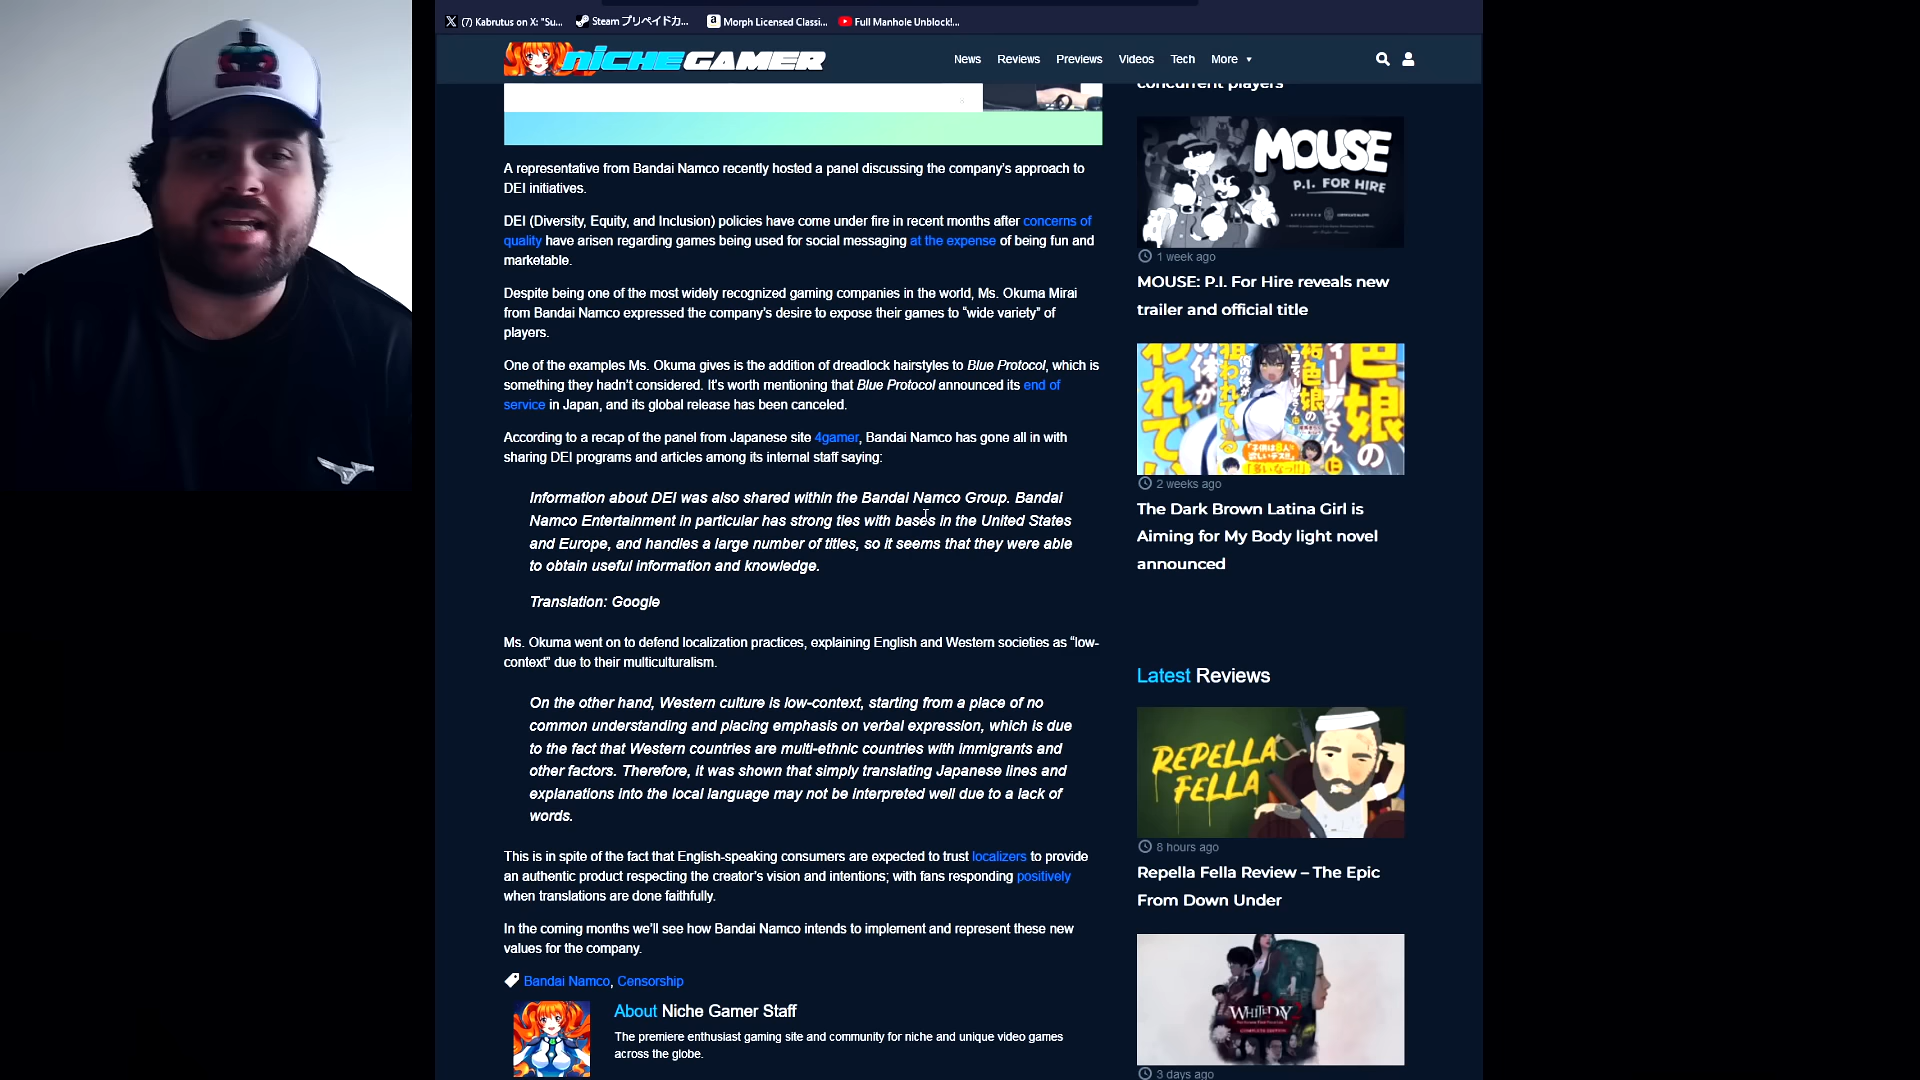 (7) Kabrutus on X: "Su...
Steam プリペイドカ...
Morph Licensed Classi...
Full Manhole Unblock!...
NICHEGAMER
News
Reviews
Previews
Videos
Tech
More
A representative from Bandai Namco recently hosted a panel discussing the company's approach to
DEI initiatives.
DEI (Diversity, Equity, and Inclusion) policies have come under fire in recent months after concerns of
quality have arisen regarding games being used for social messaging at the expense of being fun and
marketable.
Despite being one of the most widely recognized gaming companies in the world, Ms. Okuma Mirai
from Bandai Namco expressed the company's desire to expose their games to "wide variety" of
players.
One of the examples Ms. Okuma gives is the addition of dreadlock hairstyles to Blue Protocol, which is
something they hadn't considered. It's worth mentioning that Blue Protocol announced its end of
service in Japan, and its global release has been canceled.
According to a recap of the panel from Japanese site 4gamer, Bandai Namco has gone all in with
sharing DEI programs and articles among its internal staff saying:
Information about DEI was also shared within the Bandai Namco Group. Bandai
Namco Entertainment in particular has strong ties with bases in the United States
and Europe, and handles a large number of titles, so it seems that they were able
to obtain useful information and knowledge.
Translation: Google
Ms. Okuma went on to defend localization practices, explaining English and Western societies as "low-
context" due to their multiculturalism.
On the other hand, Western culture is low-context, starting from a place of no
common understanding and placing emphasis on verbal expression, which is due
to the fact that Western countries are multi-ethnic countries with immigrants and
other factors. Therefore, it was shown that simply translating Japanese lines and
explanations into the local language may not be interpreted well due to a lack of
words.
This is in spite of the fact that English-speaking consumers are expected to trust localizers to provide
an authentic product respecting the creator's vision and intentions; with fans responding positively
when translations are done faithfully.
In the coming months we'll see how Bandai Namco intends to implement and represent these new
values for the company.
Bandai Namco, Censorship
About Niche Gamer Staff
The premiere enthusiast gaming site and community for niche and unique video games
across the globe.
concurrent players
MOUSE
P.I. FOR HIRE
1 week ago
MOUSE: P.I. For Hire reveals new
trailer and official title
2 weeks ago
The Dark Brown Latina Girl is
Aiming for My Body light novel
announced
Latest Reviews
REPELLA
FELLA
8 hours ago
Repella Fella Review – The Epic
From Down Under
WHITEDAY 2
3 days ago